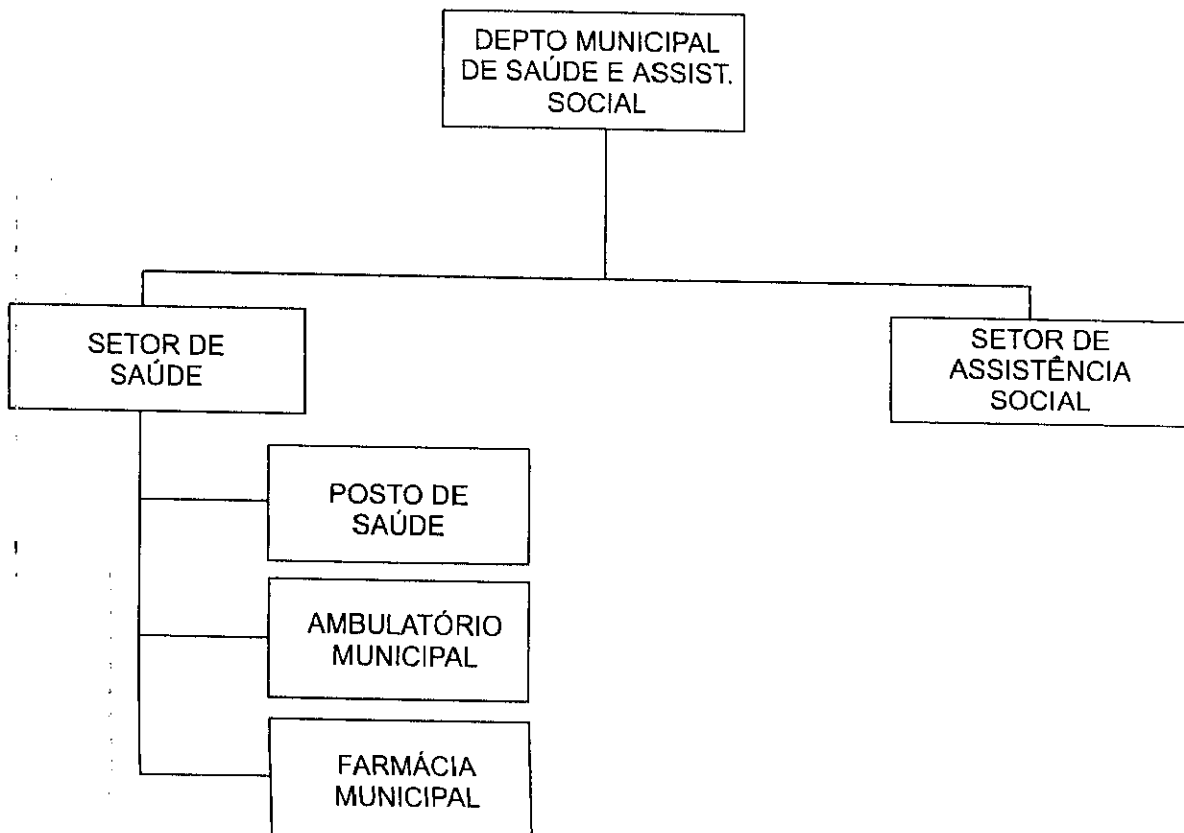 DEPTO MUNICIPAL
DE SAÚDE E ASSIST.
SOCIAL
SETOR DE
SAÚDE
SETOR DE
ASSISTÊNCIA
SOCIAL
POSTO DE
SAÚDE
AMBULATÓRIO
MUNICIPAL
FARMÁCIA
MUNICIPAL